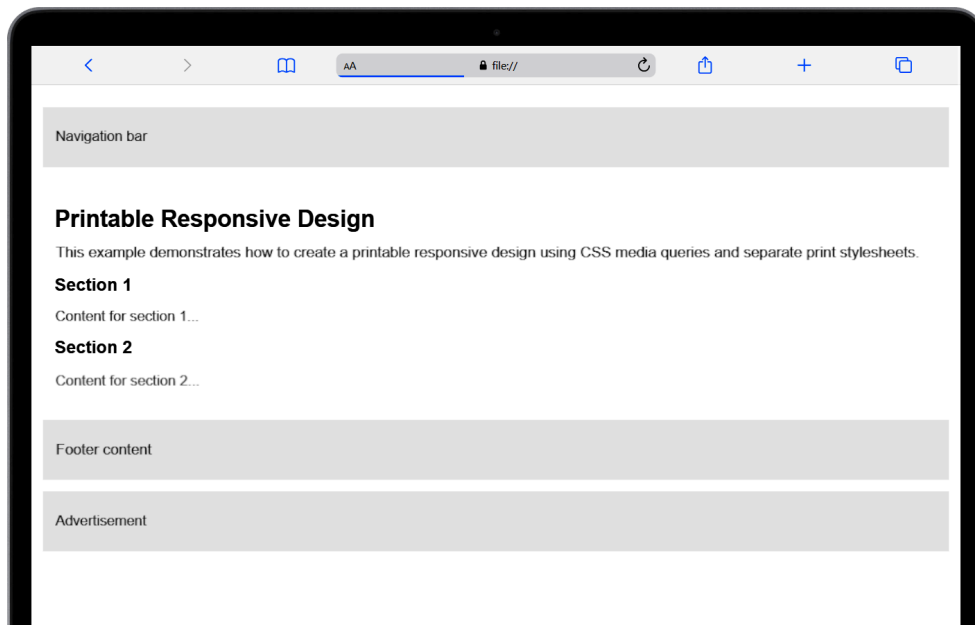 AA file://
Navigation bar
Printable Responsive Design
This example demonstrates how to create a printable responsive design using CSS media queries and separate print stylesheets.
Section 1
Content for section 1...
Section 2
Content for section 2...
Footer content
Advertisement